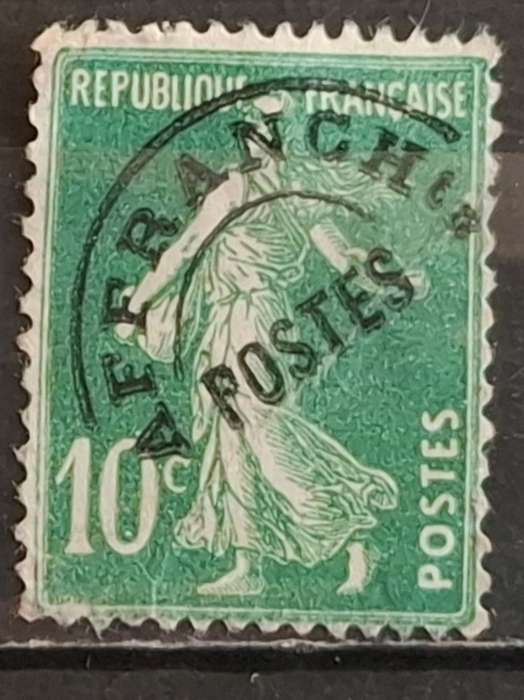 REPUBLIQUE FRANÇAISE
AFFRANCHts
POSTES
10c
POSTES